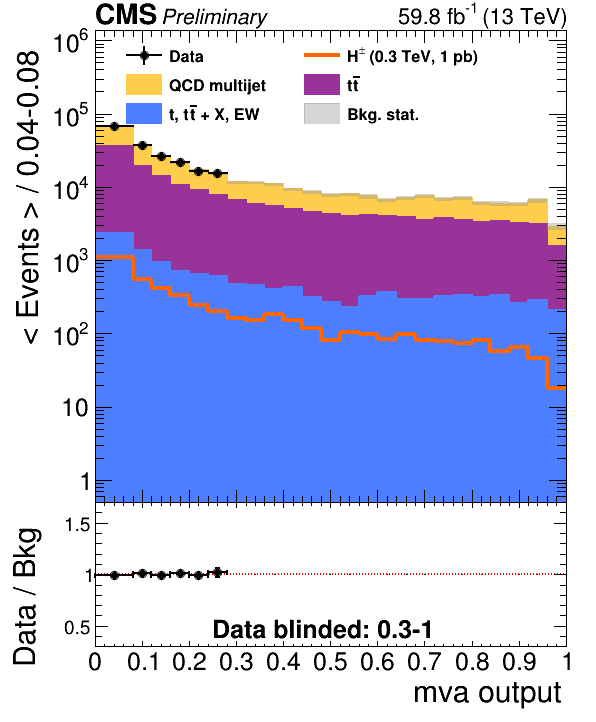 CMS Preliminary 59.8 fb⁻¹ (13 TeV)
< Events > / 0.04-0.08
10⁶
10⁵
10⁴
10³
10²
10
1
Data
H± (0.3 TeV, 1 pb)
QCD multijet
tt̅
t, tt̅ + X, EW
Bkg. stat.
Data / Bkg
1.5
1
0.5
Data blinded: 0.3-1
0 0.1 0.2 0.3 0.4 0.5 0.6 0.7 0.8 0.9 1
mva output